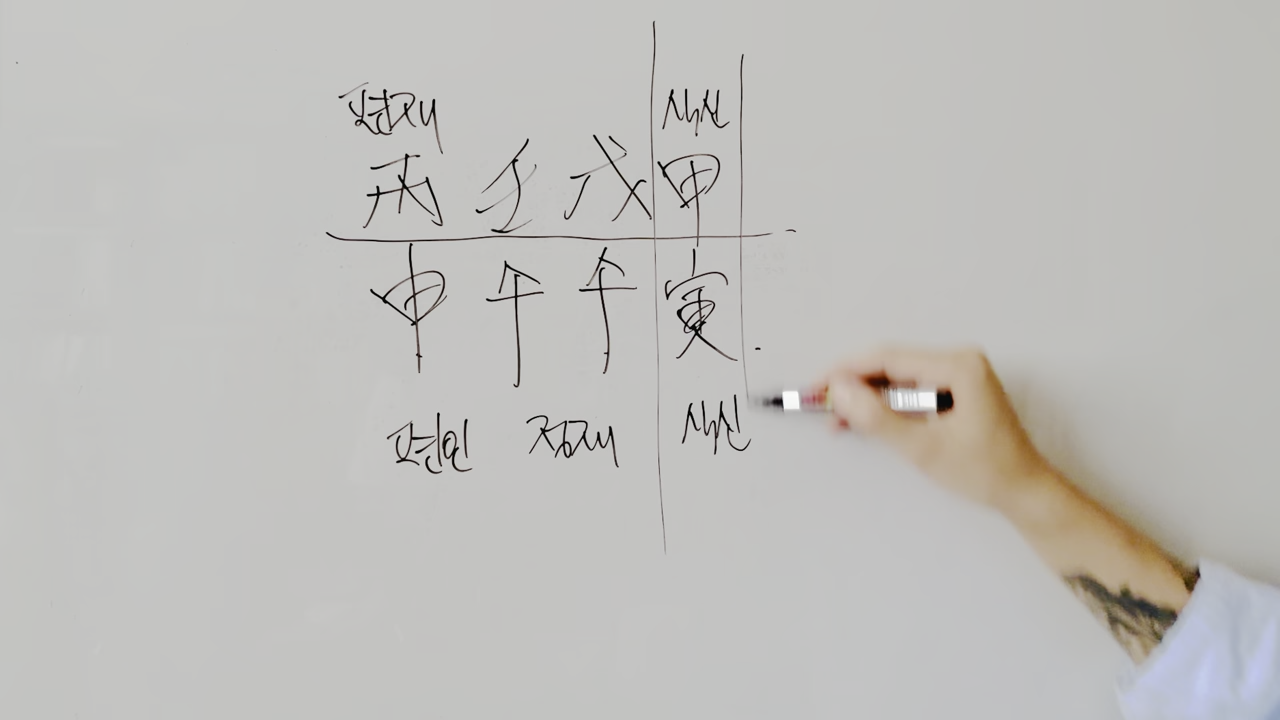 편재 식신
丙 壬 戊 甲
申 午 午 寅
편인 정재 식신